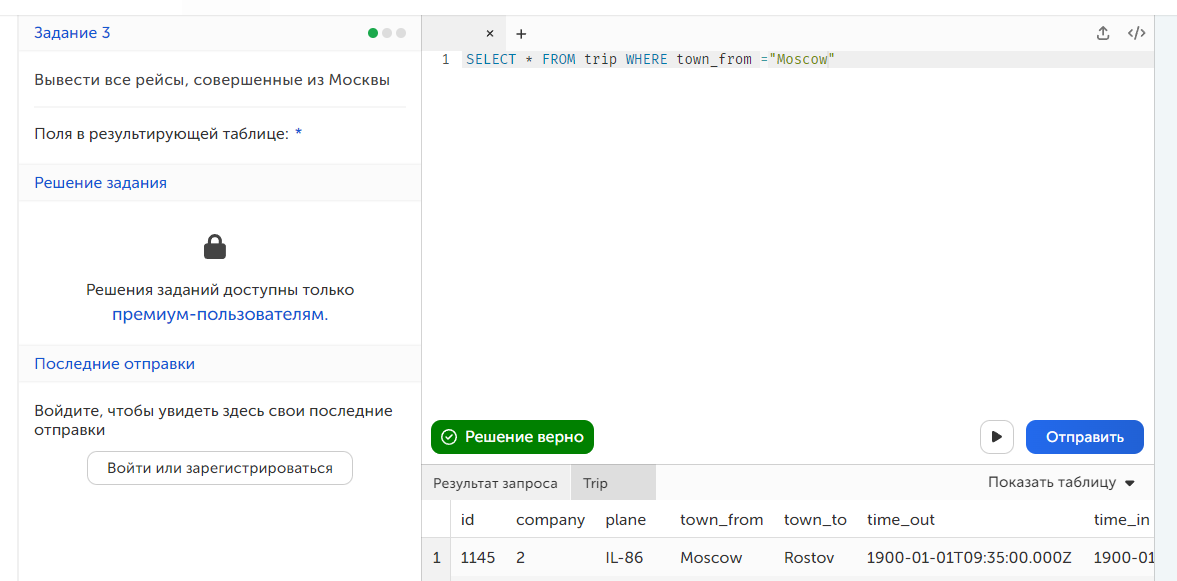 Задание 3
Вывести все рейсы, совершенные из Москвы
Поля в результирующей таблице: *
Решение задания
Решения заданий доступны только
премиум-пользователям.
Последние отправки
Войдите, чтобы увидеть здесь свои последние
отправки
Войти или зарегистрироваться
× +
</>
1 SELECT * FROM trip WHERE town_from ="Moscow"
Решение верно
Отправить
Результат запроса Trip
Показать таблицу
id company plane town_from town_to time_out time_in
1 1145 2 IL-86 Moscow Rostov 1900-01-01T09:35:00.000Z 1900-01